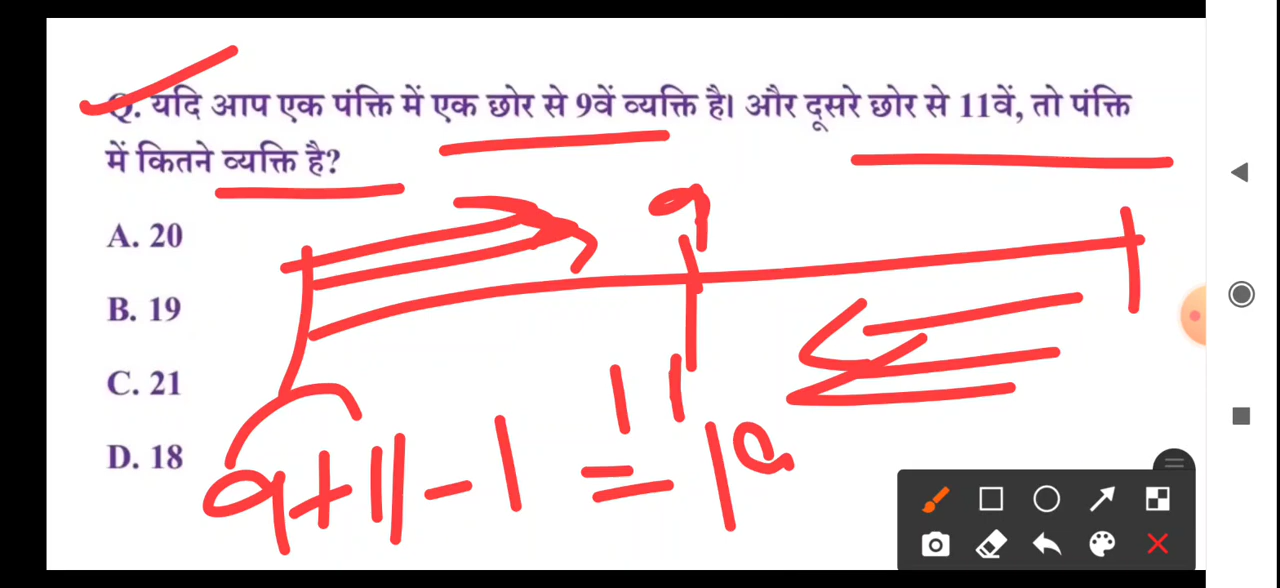 Q. यदि आप एक पंक्ति में एक छोर से 9वें व्यक्ति है। और दूसरे छोर से 11वें, तो पंक्ति
में कितने व्यक्ति है?
A. 20
9
B. 19
C. 21
11
D. 18
9+11-1=19